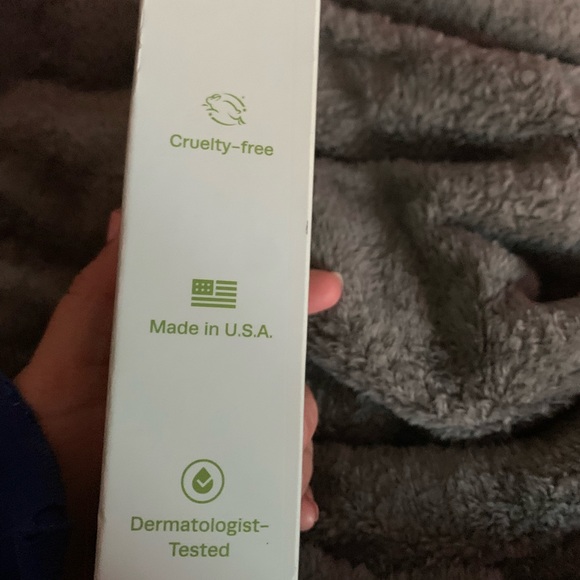 Cruelty-free
Made in U.S.A.
Dermatologist-
Tested